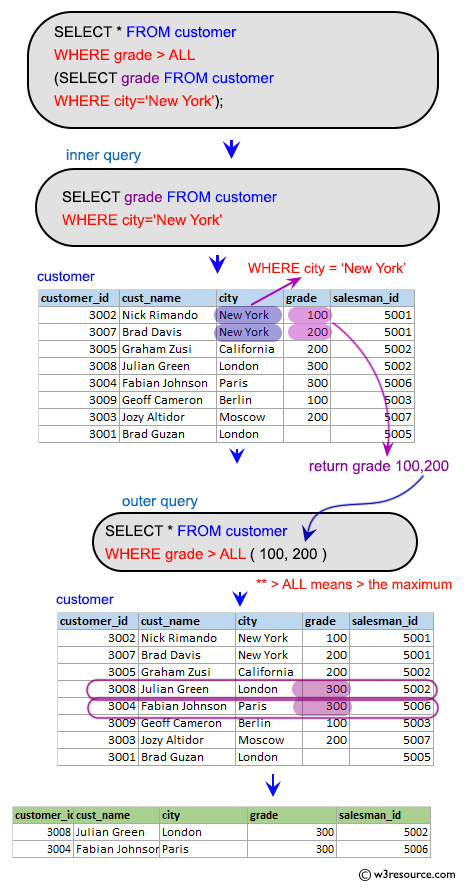 SELECT * FROM customer
WHERE grade > ALL
(SELECT grade FROM customer
WHERE city='New York');
inner query
SELECT grade FROM customer
WHERE city='New York'
WHERE city = ‘New York’
customer
customer_id cust_name city grade salesman_id
3002 Nick Rimando New York 100 5001
3007 Brad Davis New York 200 5001
3005 Graham Zusi California 200 5002
3008 Julian Green London 300 5002
3004 Fabian Johnson Paris 300 5006
3009 Geoff Cameron Berlin 100 5003
3003 Jozy Altidor Moscow 200 5007
3001 Brad Guzan London 5005
return grade 100,200
outer query
SELECT * FROM customer
WHERE grade > ALL ( 100, 200 )
** > ALL means > the maximum
customer
customer_id cust_name city grade salesman_id
3002 Nick Rimando New York 100 5001
3007 Brad Davis New York 200 5001
3005 Graham Zusi California 200 5002
3008 Julian Green London 300 5002
3004 Fabian Johnson Paris 300 5006
3009 Geoff Cameron Berlin 100 5003
3003 Jozy Altidor Moscow 200 5007
3001 Brad Guzan London 5005
customer_id cust_name city grade salesman_id
3008 Julian Green London 300 5002
3004 Fabian Johnson Paris 300 5006
© w3resource.com